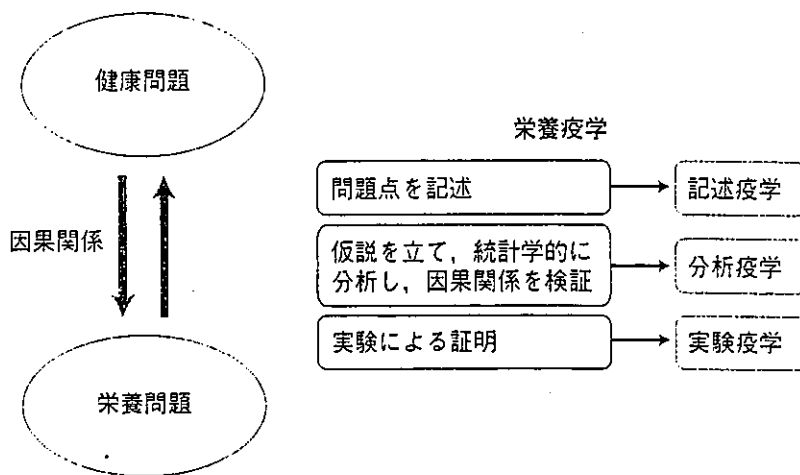 健康問題
因果関係
栄養問題
栄養疫学
問題点を記述
記述疫学
仮説を立て，統計学的に
分析し，因果関係を検証
分析疫学
実験による証明
実験疫学